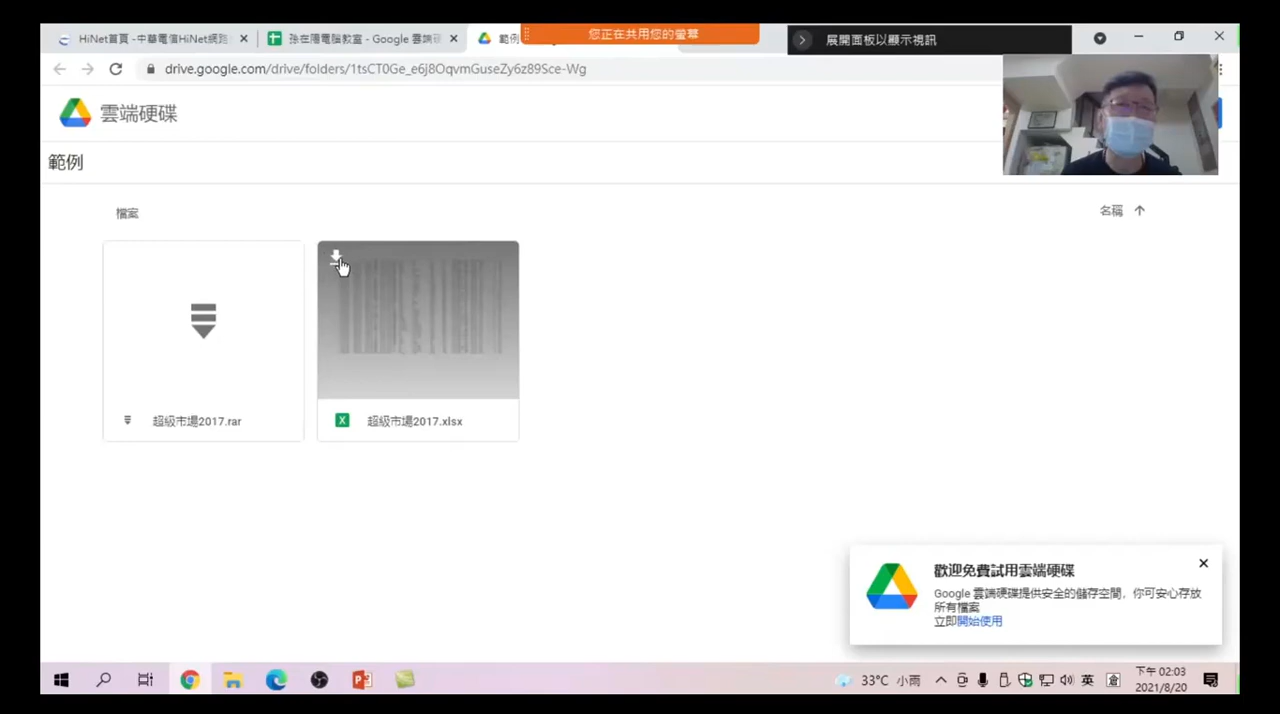 HiNet首頁 -中華電信HiNet網路
孫在陽電腦教室 - Google 雲端硬
範例
您正在共用您的螢幕
展開面板以顯示視訊
drive.google.com/drive/folders/1tsCT0Ge_e6J8OqvmGuseZy6z89Sce-Wg
雲端硬碟
範例
檔案
名稱
超級市場2017.rar
超級市場2017.xlsx
歡迎免費試用雲端硬碟
Google 雲端硬碟提供安全的儲存空間，你可安心存放
所有檔案
立即開始使用
33°C 小雨
英
下午 02:03
2021/8/20